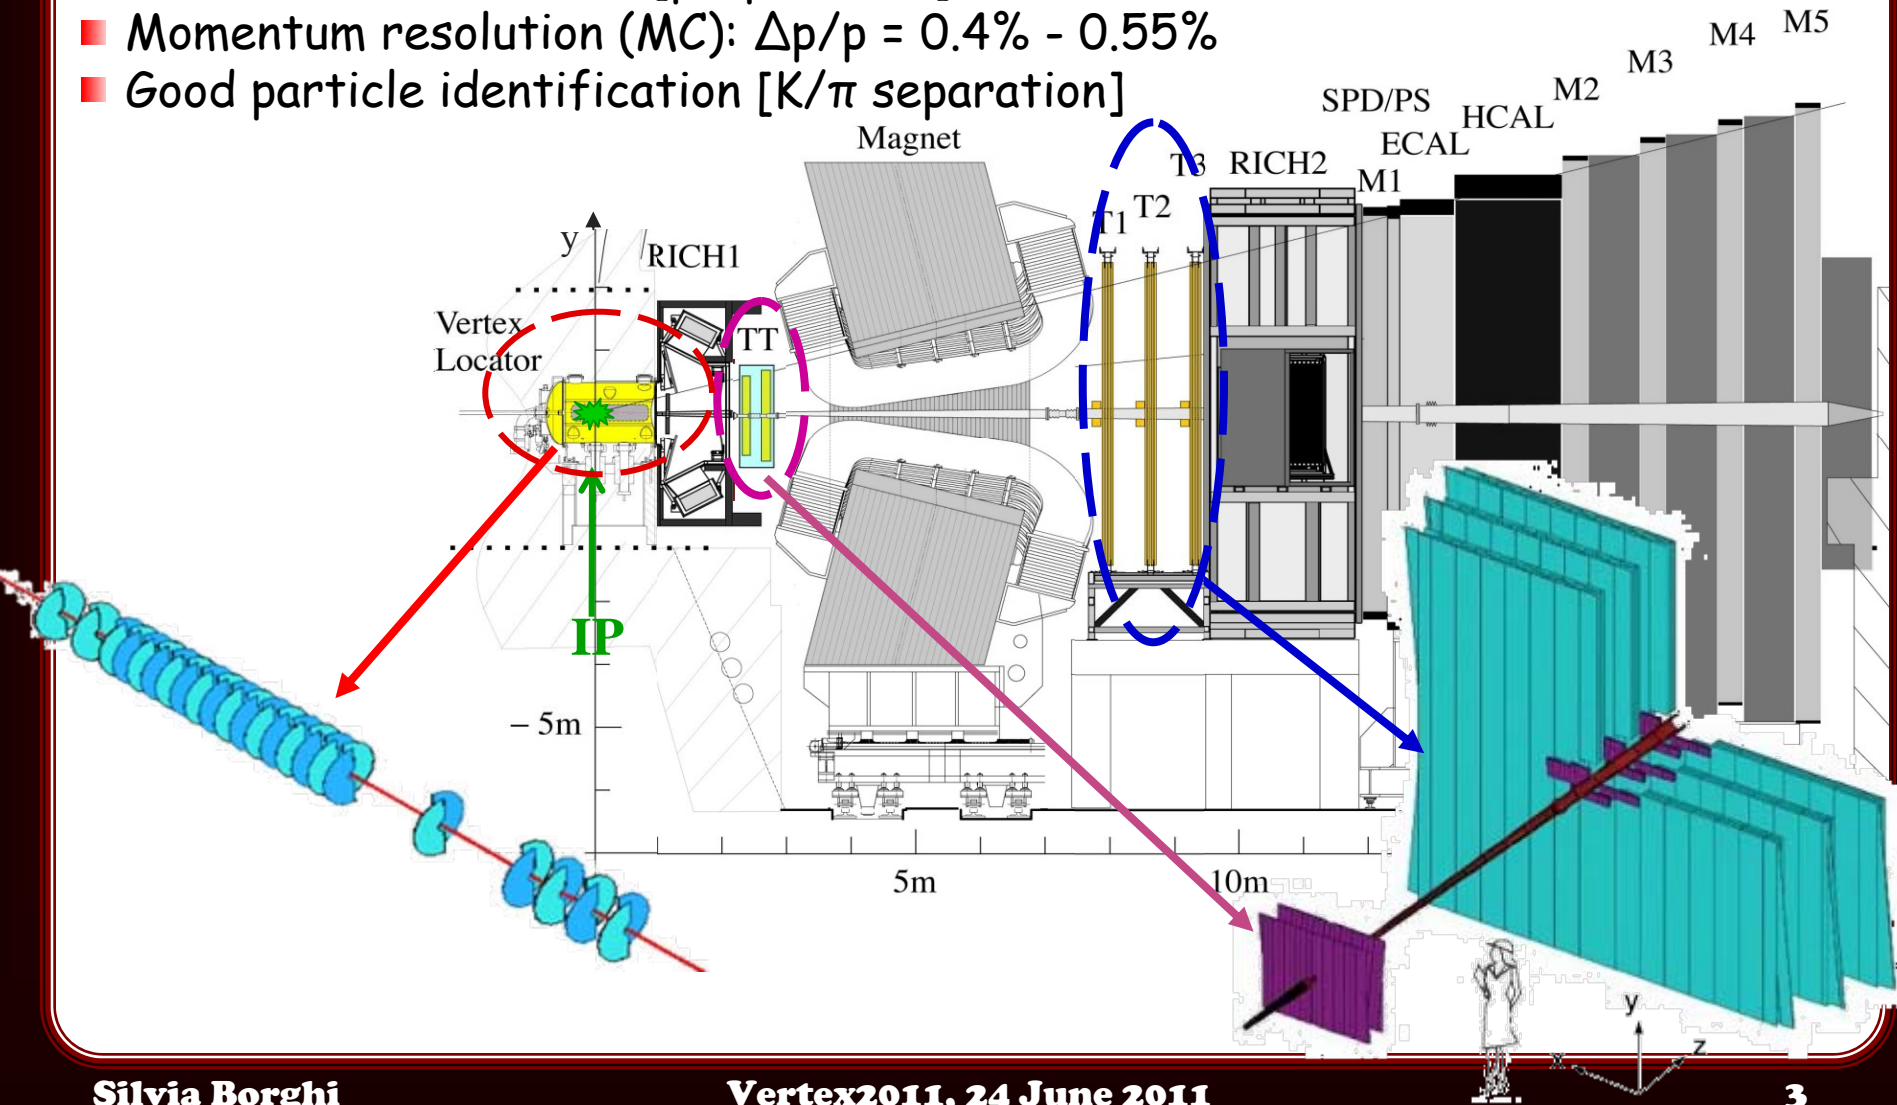 Momentum resolution (MC): Δp/p = 0.4% - 0.55%
Good particle identification [K/π separation]
M5
M4
M3
M2
SPD/PS
HCAL
ECAL
Magnet
T3
RICH2
M1
T2
T1
y
RICH1
Vertex
Locator
TT
IP
– 5m
5m
10m
y
z
x
Silvia Borghi
Vertex2011, 24 June 2011
3